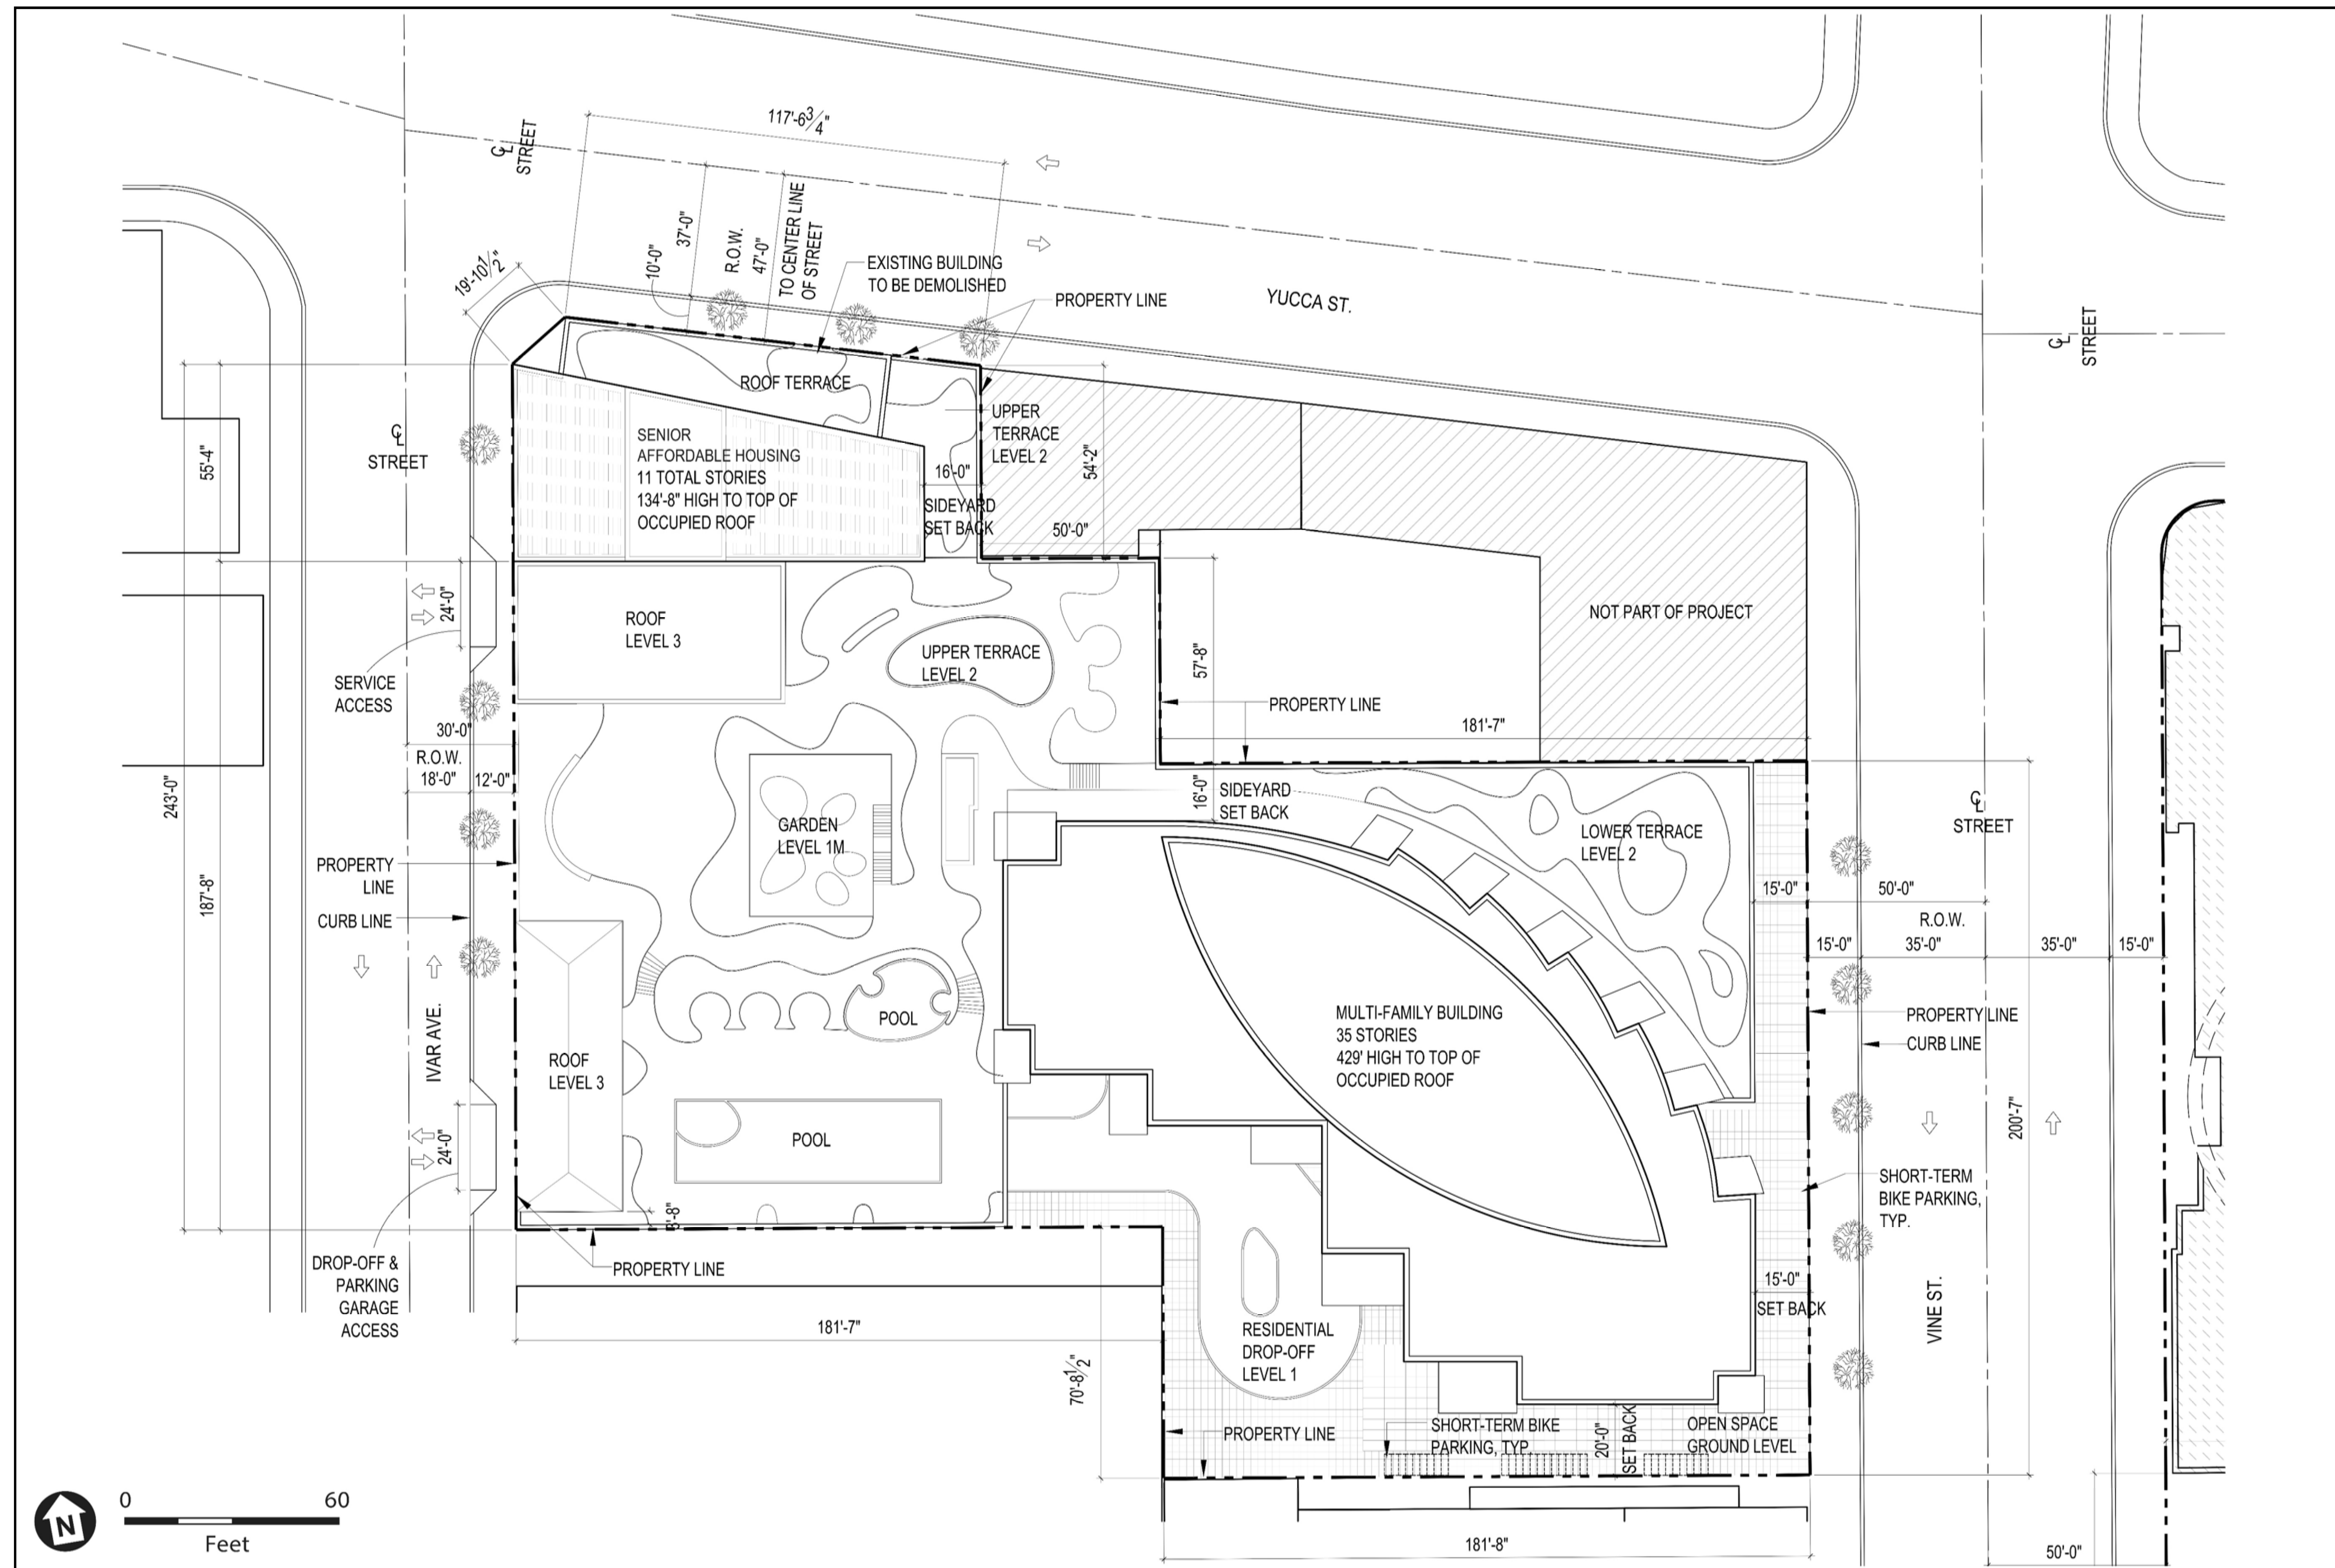 117'-6 3/4"
C L
STREET
10'-0"
37'-0"
R.O.W.
47'-0"
TO CENTER LINE
OF STREET
19'-10 1/2"
EXISTING BUILDING
TO BE DEMOLISHED
PROPERTY LINE
YUCCA ST.
C L
STREET
ROOF TERRACE
UPPER
TERRACE
LEVEL 2
C L
STREET
SENIOR
AFFORDABLE HOUSING
11 TOTAL STORIES
134'-8" HIGH TO TOP OF
OCCUPIED ROOF
16'-0"
SIDEYARD
SET BACK
50'-0"
54'-2"
55'-4"
24'-0"
ROOF
LEVEL 3
UPPER TERRACE
LEVEL 2
57'-8"
NOT PART OF PROJECT
SERVICE
ACCESS
PROPERTY LINE
181'-7"
30'-0"
R.O.W.
18'-0"
12'-0"
243'-0"
187'-8"
16'-0"
SIDEYARD
SET BACK
GARDEN
LEVEL 1M
LOWER TERRACE
LEVEL 2
C L
STREET
PROPERTY
LINE
CURB LINE
15'-0"
50'-0"
R.O.W.
15'-0"
35'-0"
35'-0"
15'-0"
IVAR AVE.
POOL
MULTI-FAMILY BUILDING
35 STORIES
429' HIGH TO TOP OF
OCCUPIED ROOF
PROPERTY LINE
CURB LINE
ROOF
LEVEL 3
24'-0"
POOL
200'-7"
SHORT-TERM
BIKE PARKING,
TYP.
DROP-OFF &
PARKING
GARAGE
ACCESS
PROPERTY LINE
15'-0"
SET BACK
VINE ST.
181'-7"
70'-8 1/2"
RESIDENTIAL
DROP-OFF
LEVEL 1
PROPERTY LINE
SHORT-TERM BIKE
PARKING, TYP.
20'-0"
SET BACK
OPEN SPACE
GROUND LEVEL
N
0
60
Feet
181'-8"
50'-0"